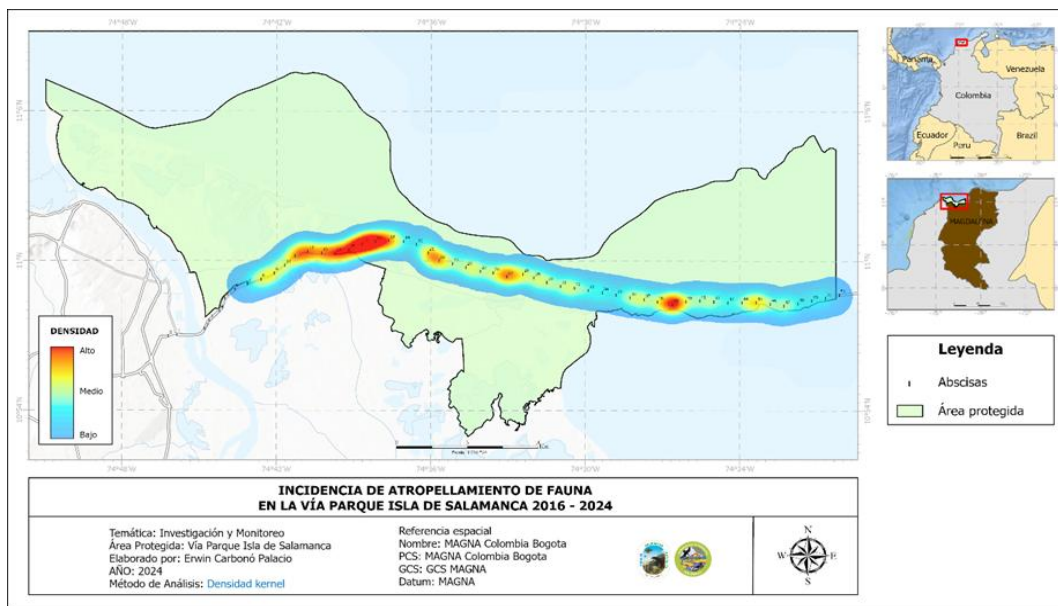 74°48'W
74°42'W
74°36'W
74°30'W
74°24'W
11°6'N
11°N
10°54'N
11°6'N
11°N
10°54'N
DENSIDAD
Alto
Medio
Bajo
74°48'W
74°42'W
74°36'W
74°30'W
74°24'W
Panama
Venezuela
Colombia
Ecuador
Peru
Brazil
MAGDALENA
Leyenda
Abscisas
Área protegida
INCIDENCIA DE ATROPELLAMIENTO DE FAUNA
EN LA VÍA PARQUE ISLA DE SALAMANCA 2016 - 2024
Temática: Investigación y Monitoreo
Área Protegida: Vía Parque Isla de Salamanca
Elaborado por: Erwin Carbonó Palacio
AÑO: 2024
Método de Análisis: Densidad kernel
Referencia espacial
Nombre: MAGNA Colombia Bogota
PCS: MAGNA Colombia Bogota
GCS: GCS MAGNA
Datum: MAGNA
N
W
E
S